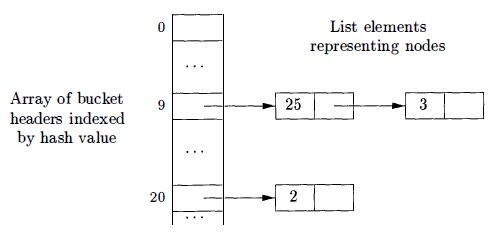 0
List elements
representing nodes
...
Array of bucket
headers indexed
by hash value
9
25
3
...
20
2
...